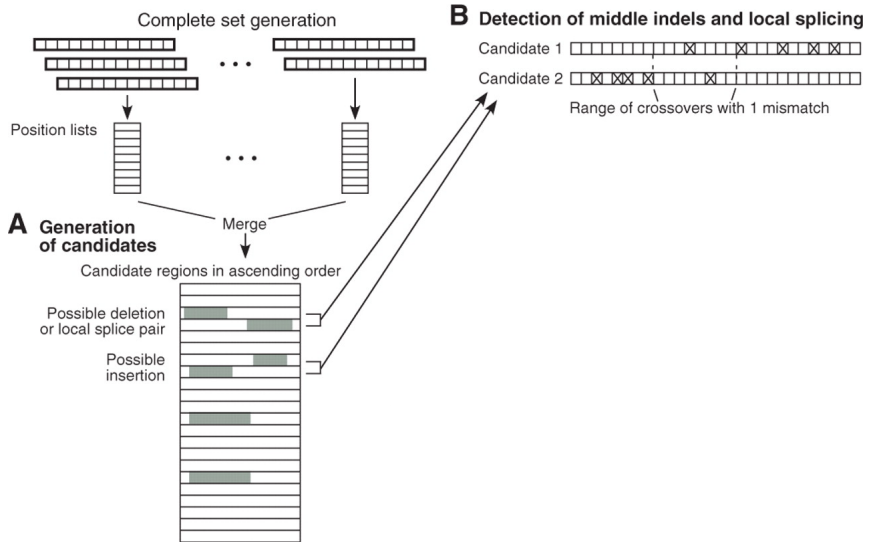 Complete set generation
Position lists
Merge
A Generation
of candidates
Candidate regions in ascending order
Possible deletion
or local splice pair
Possible
insertion
B Detection of middle indels and local splicing
Candidate 1
Candidate 2
Range of crossovers with 1 mismatch